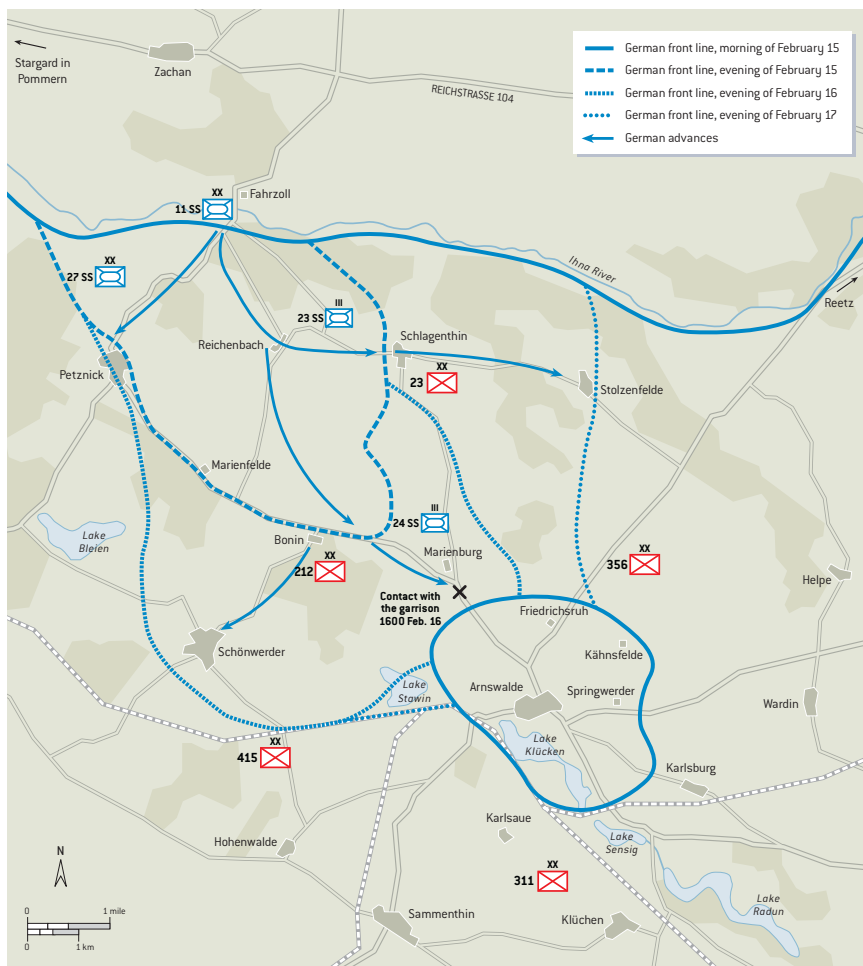 Stargard in
Pommern
Zachan
REICHSTRASSE 104
German front line, morning of February 15
German front line, evening of February 15
German front line, evening of February 16
German front line, evening of February 17
German advances
XX
11 SS
Fahrzoll
XX
27 SS
Ihna River
Reetz
III
23 SS
Reichenbach
Schlagenthin
Petznick
XX
23
Stolzenfelde
Marienfelde
Lake
Bleien
Bonin
III
24 SS
Marienburg
XX
212
XX
356
Helpe
Contact with
the garrison
1600 Feb. 16
Friedrichsruh
Schönwerder
Kähnsfelde
Lake
Stawin
Arnswalde
Springwerder
Wardin
XX
415
Lake
Klücken
Karlsburg
Karlsaue
Hohenwalde
Lake
Sensig
N
XX
311
Lake
Radun
0
1 mile
0
1 km
Sammenthin
Klüchen